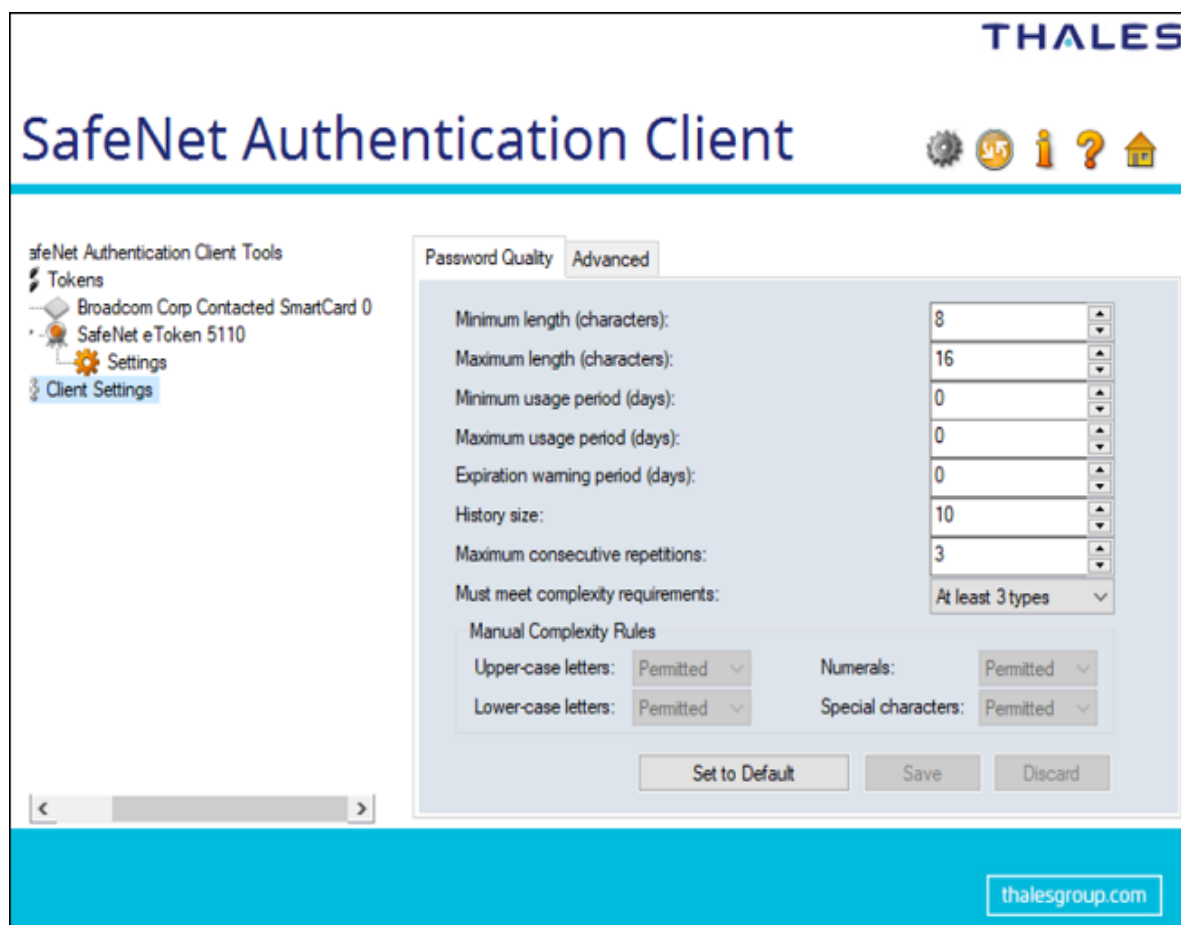 THALES
SafeNet Authentication Client
afeNet Authentication Client Tools
Tokens
Broadcom Corp Contacted SmartCard 0
SafeNet eToken 5110
Settings
Client Settings
Password Quality Advanced
Minimum length (characters): 8
Maximum length (characters): 16
Minimum usage period (days): 0
Maximum usage period (days): 0
Expiration warning period (days): 0
History size: 10
Maximum consecutive repetitions: 3
Must meet complexity requirements: At least 3 types
Manual Complexity Rules
Upper-case letters: Permitted Numerals: Permitted
Lower-case letters: Permitted Special characters: Permitted
Set to Default Save Discard
thalesgroup.com